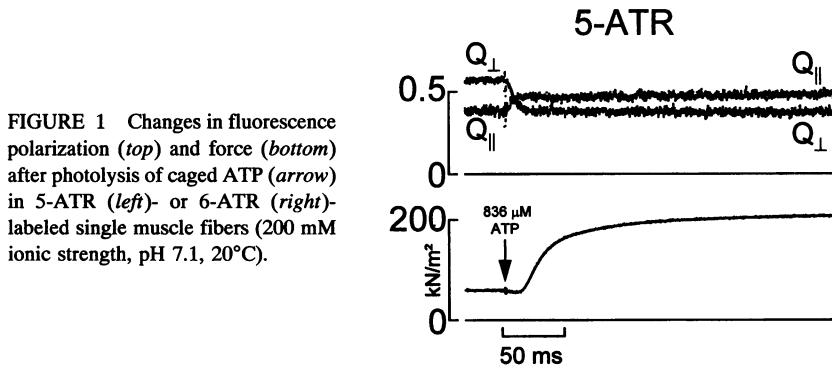 FIGURE 1 Changes in fluorescence
polarization (top) and force (bottom)
after photolysis of caged ATP (arrow)
in 5-ATR (left)- or 6-ATR (right)-
labeled single muscle fibers (200 mM
ionic strength, pH 7.1, 20°C).
5-ATR
Q⊥
Q∥
0.5
Q∥
Q⊥
0
200
836 μM
ATP
kN/m²
0
50 ms